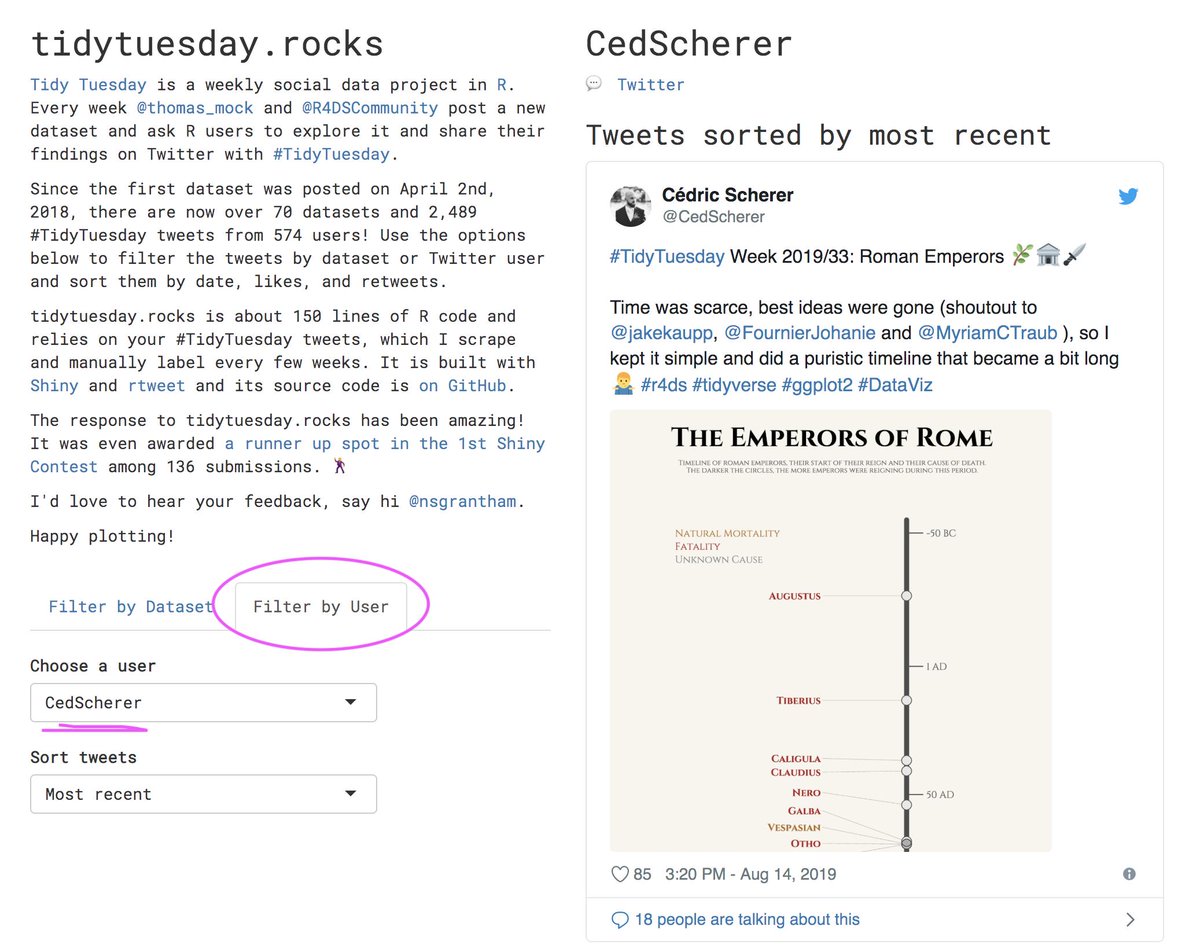 tidytuesday.rocks
Tidy Tuesday is a weekly social data project in R.
Every week @thomas_mock and @R4DSCommunity post a new
dataset and ask R users to explore it and share their
findings on Twitter with #TidyTuesday.
Since the first dataset was posted on April 2nd,
2018, there are now over 70 datasets and 2,489
#TidyTuesday tweets from 574 users! Use the options
below to filter the tweets by dataset or Twitter user
and sort them by date, likes, and retweets.
tidytuesday.rocks is about 150 lines of R code and
relies on your #TidyTuesday tweets, which I scrape
and manually label every few weeks. It is built with
Shiny and rtweet and its source code is on GitHub.
The response to tidytuesday.rocks has been amazing!
It was even awarded a runner up spot in the 1st Shiny
Contest among 136 submissions. 🕺
I'd love to hear your feedback, say hi @nsgrantham.
Happy plotting!
Filter by Dataset
Filter by User
Choose a user
CedScherer
Sort tweets
Most recent
CedScherer
💬 Twitter
Tweets sorted by most recent
Cédric Scherer
@CedScherer
#TidyTuesday Week 2019/33: Roman Emperors 🌿🏛️🗡️
Time was scarce, best ideas were gone (shoutout to
@jakekaupp, @FournierJohanie and @MyriamCTraub ), so I
kept it simple and did a puristic timeline that became a bit long
🤷‍♂️ #r4ds #tidyverse #ggplot2 #DataViz
The Emperors of Rome
Timeline of roman emperors, their start of their reign and their cause of death.
The darker the circles, the more emperors were reigning during this period.
Natural Mortality
Fatality
Unknown Cause
-50 BC
Augustus
1 AD
Tiberius
Caligula
Claudius
Nero
50 AD
Galba
Vespasian
Otho
85 3:20 PM - Aug 14, 2019
18 people are talking about this